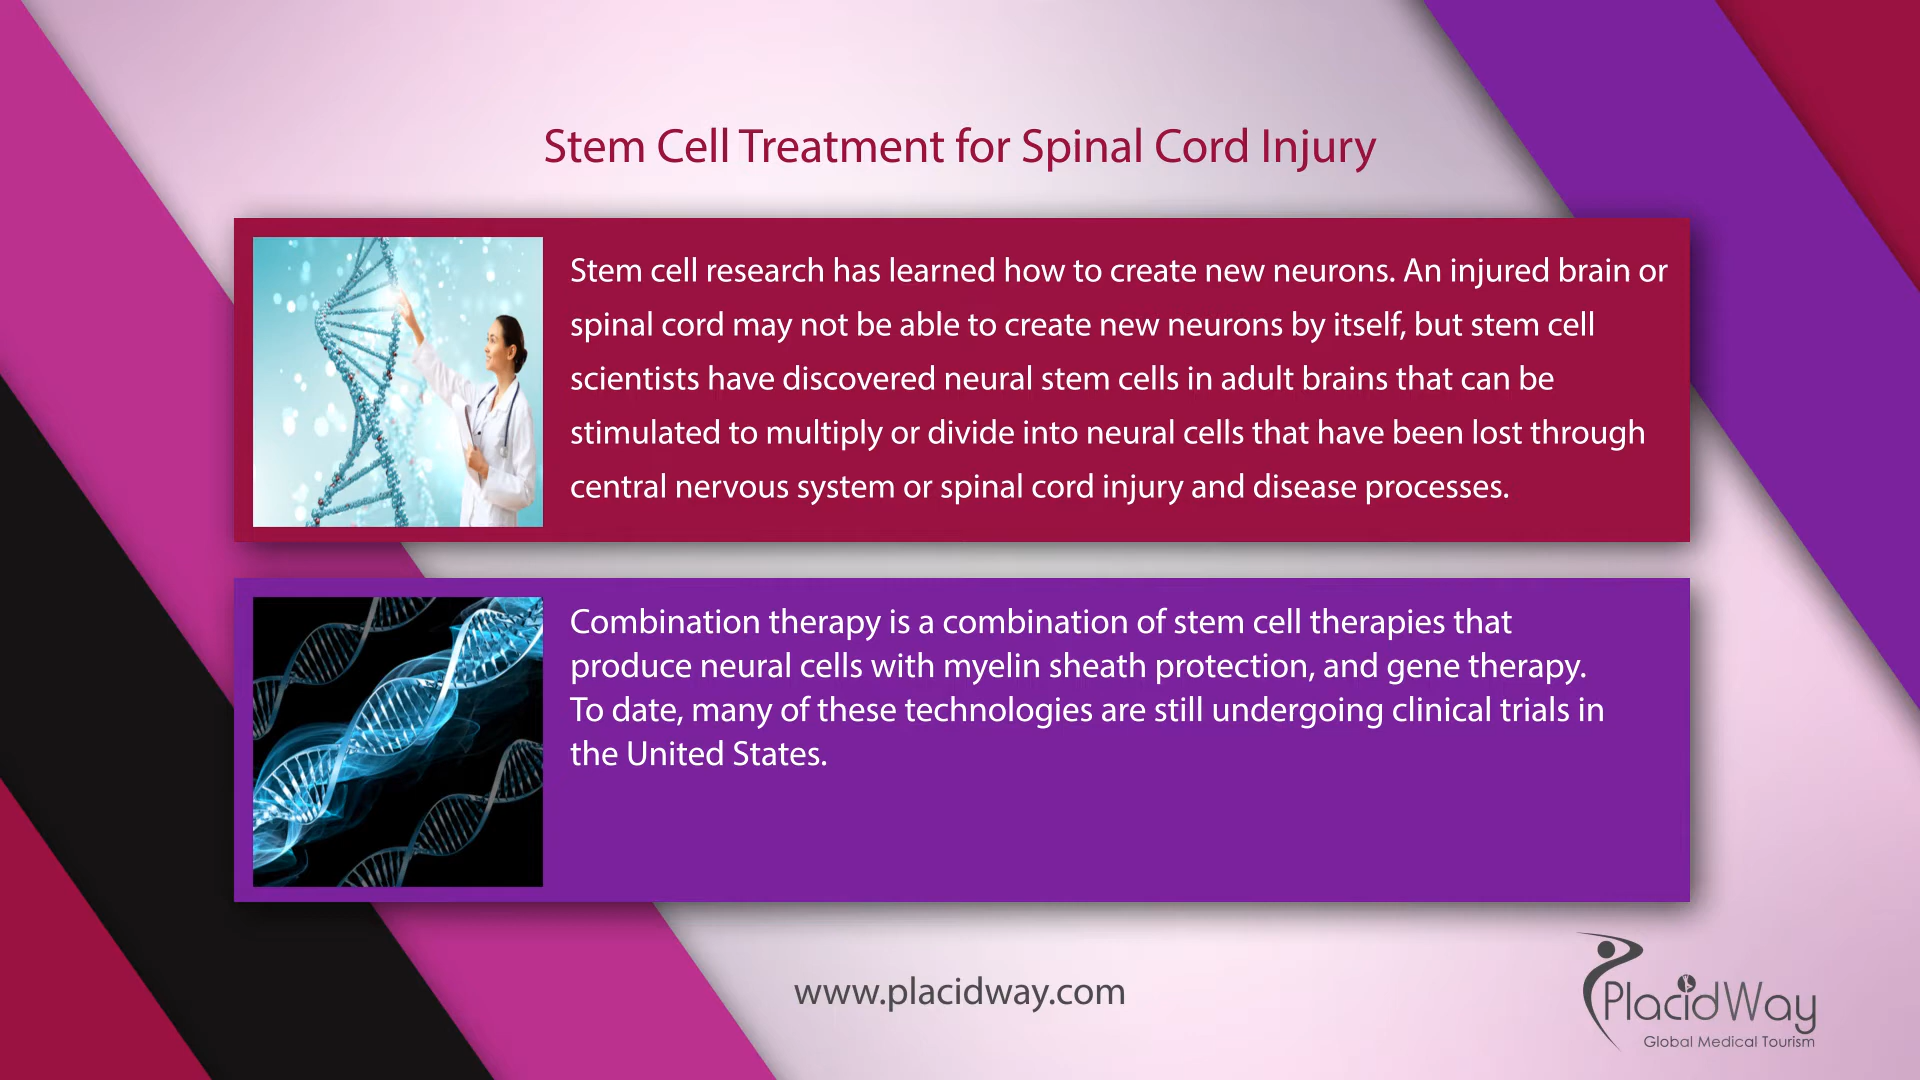 Stem Cell Treatment for Spinal Cord Injury
Stem cell research has learned how to create new neurons. An injured brain or
spinal cord may not be able to create new neurons by itself, but stem cell
scientists have discovered neural stem cells in adult brains that can be
stimulated to multiply or divide into neural cells that have been lost through
central nervous system or spinal cord injury and disease processes.
Combination therapy is a combination of stem cell therapies that
produce neural cells with myelin sheath protection, and gene therapy.
To date, many of these technologies are still undergoing clinical trials in
the United States.
www.placidway.com
PlacidWay
Global Medical Tourism